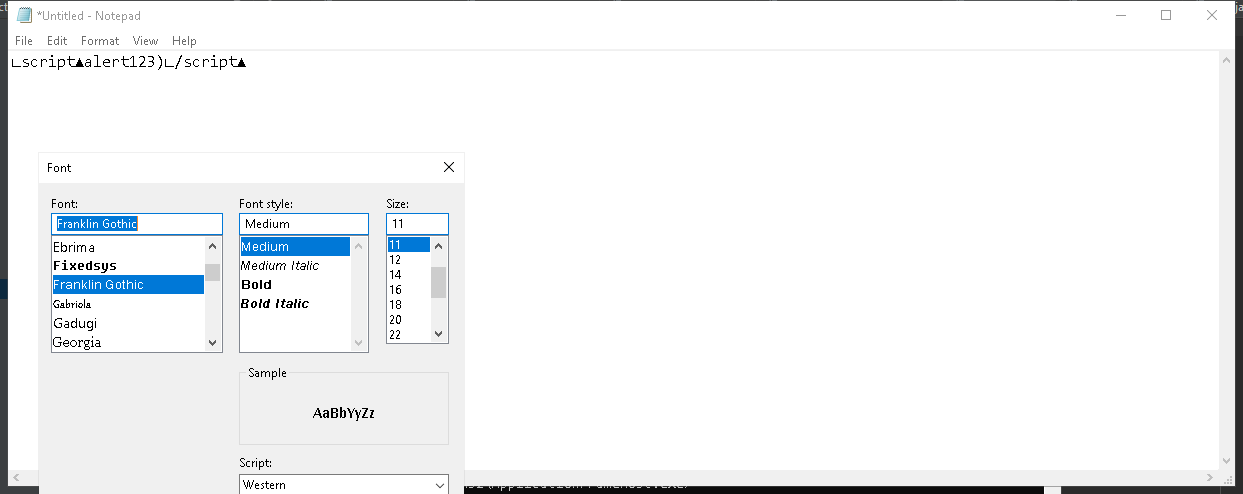 *Untitled - Notepad
File Edit Format View Help
∟script▲alert123)∟/script▲
Font
Font: Font style: Size:
Franklin Gothic Medium 11
Ebrima Medium 11
Fixedsys Medium Italic 12
Franklin Gothic Bold 14
Gabriola Bold Italic 16
Gadugi 18
Georgia 20
22
Sample
AaBbYyZz
Script:
Western